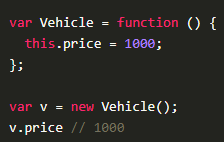 var Vehicle = function () {
  this.price = 1000;
};

var v = new Vehicle();
v.price // 1000